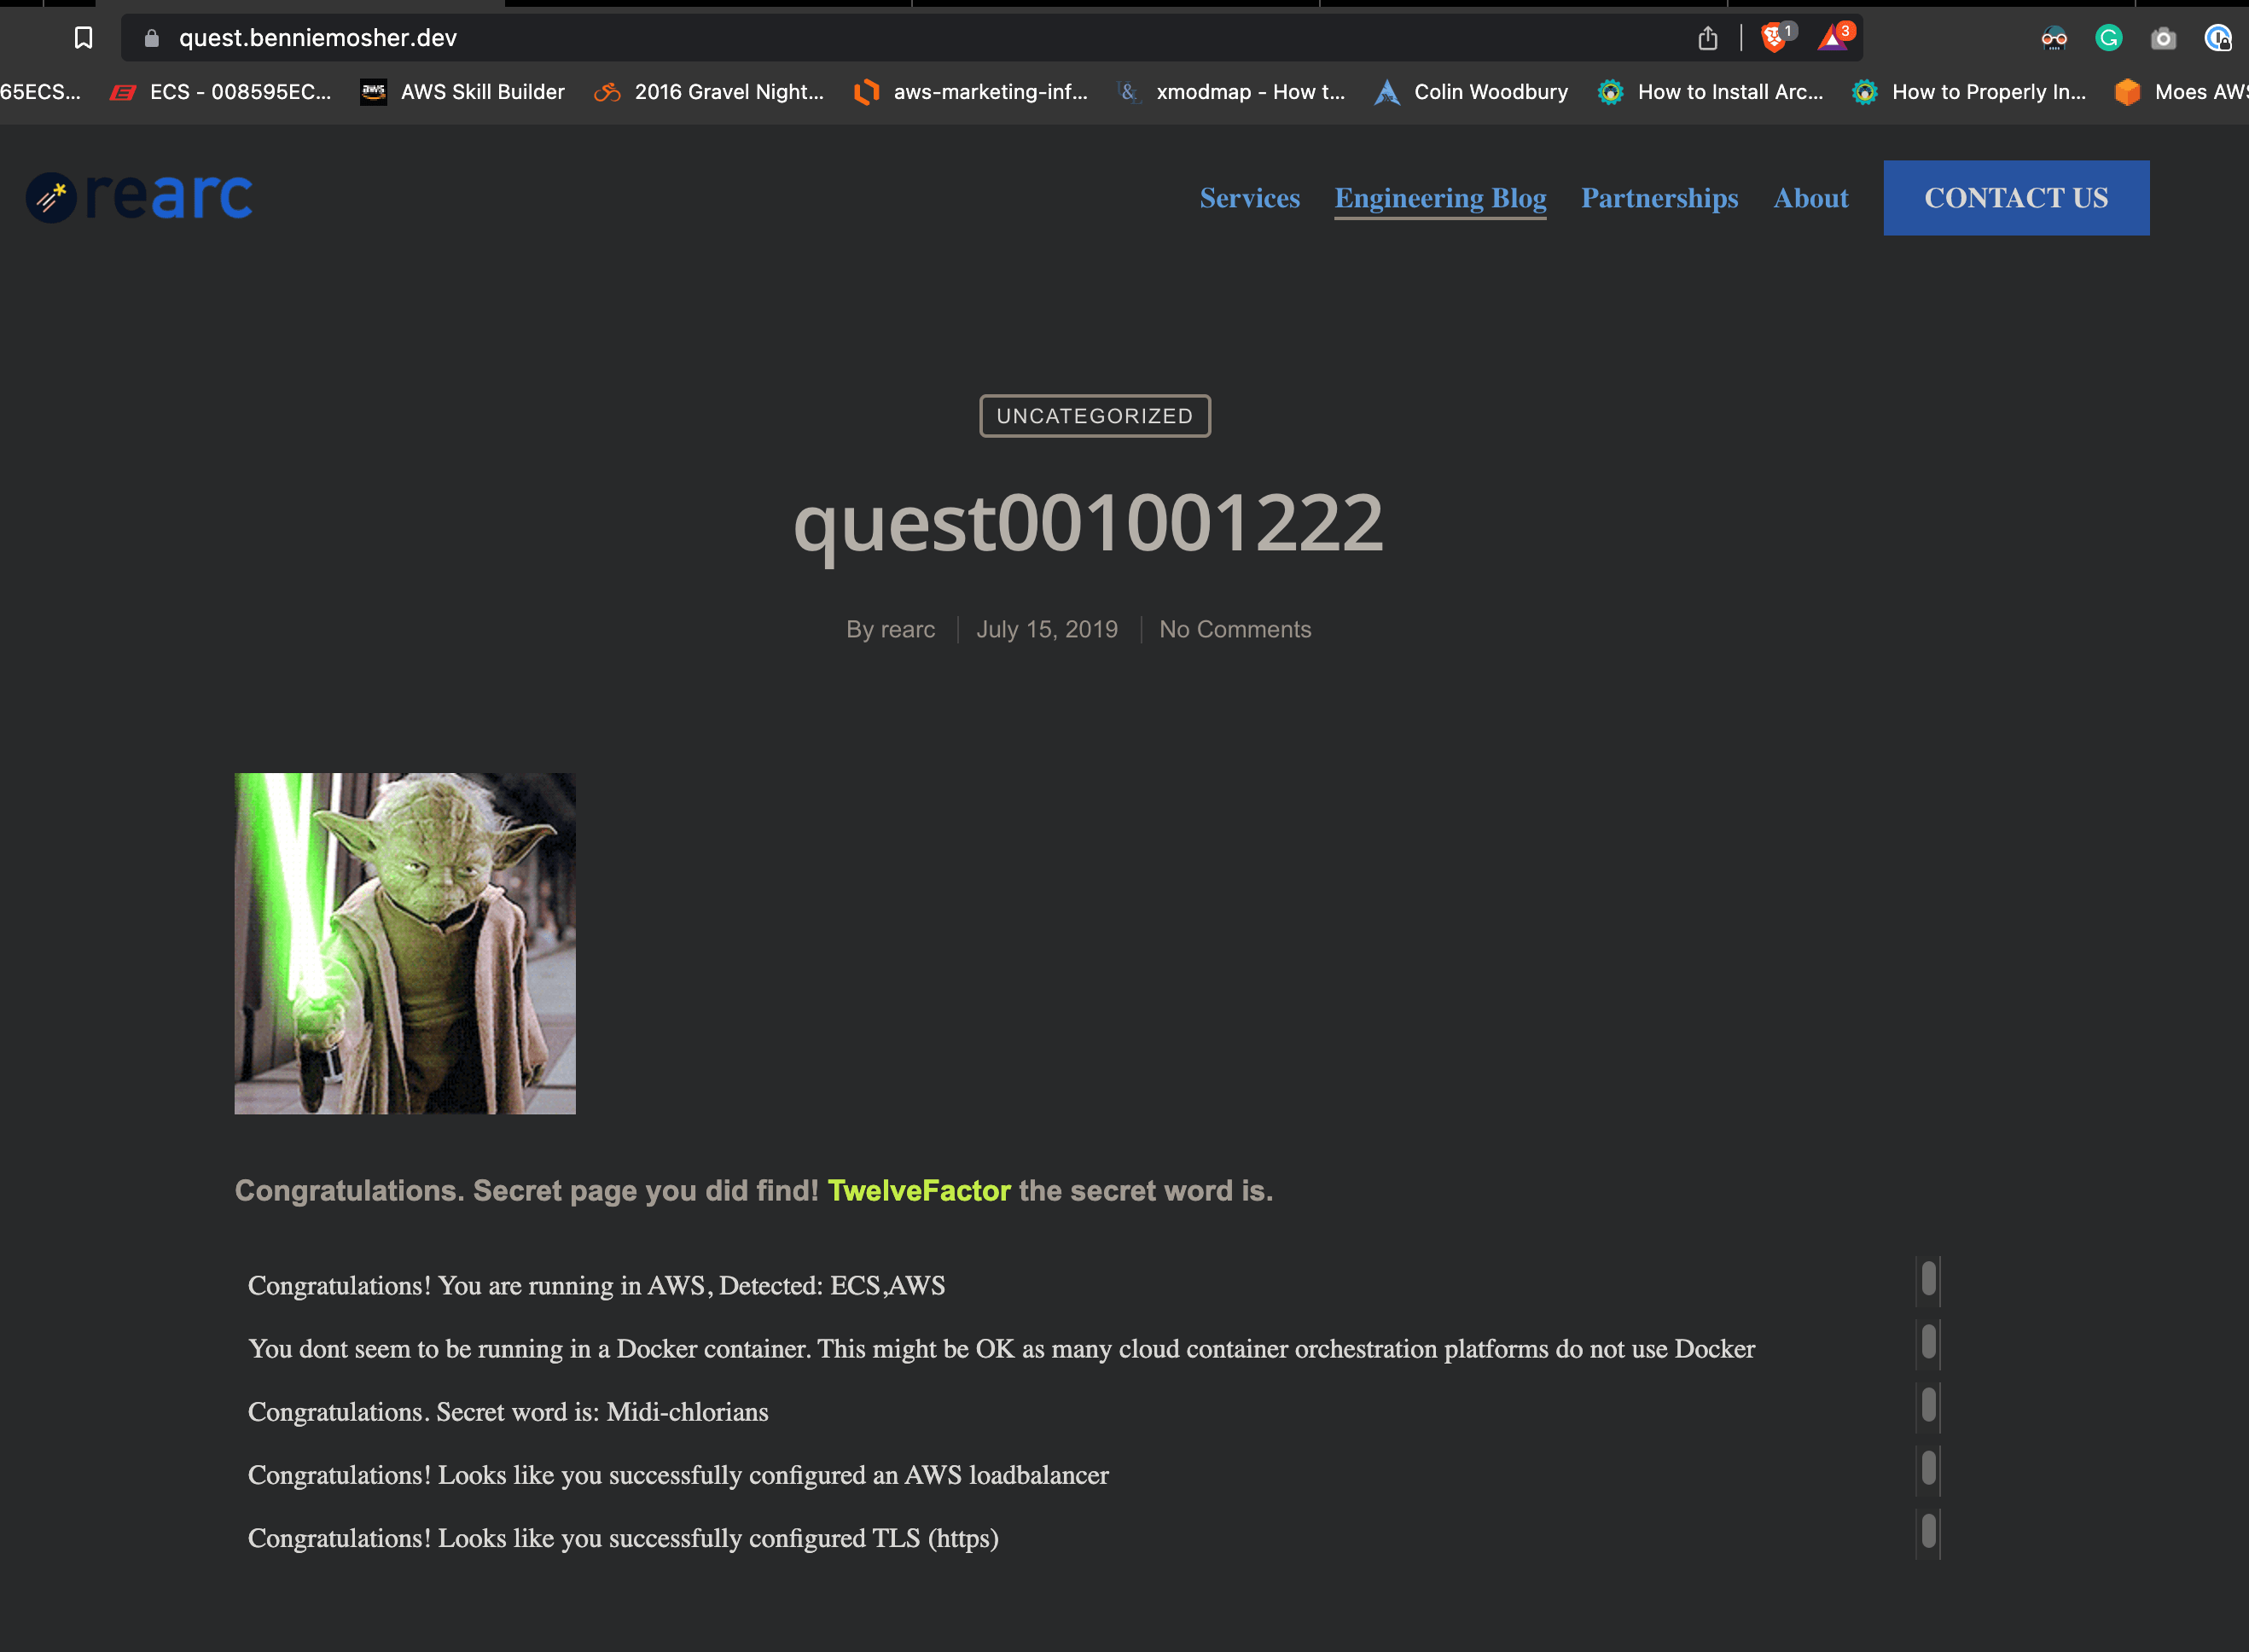 quest.benniemosher.dev
1
3
65ECS...
ECS - 008595EC...
aws
AWS Skill Builder
2016 Gravel Night...
aws-marketing-inf...
xmodmap - How t...
Colin Woodbury
How to Install Arc...
How to Properly In...
Moes AWS
rearc
Services
Engineering Blog
Partnerships
About
CONTACT US
UNCATEGORIZED
quest001001222
By rearc
July 15, 2019
No Comments
Congratulations. Secret page you did find! TwelveFactor the secret word is.
Congratulations! You are running in AWS, Detected: ECS,AWS
You dont seem to be running in a Docker container. This might be OK as many cloud container orchestration platforms do not use Docker
Congratulations. Secret word is: Midi-chlorians
Congratulations! Looks like you successfully configured an AWS loadbalancer
Congratulations! Looks like you successfully configured TLS (https)